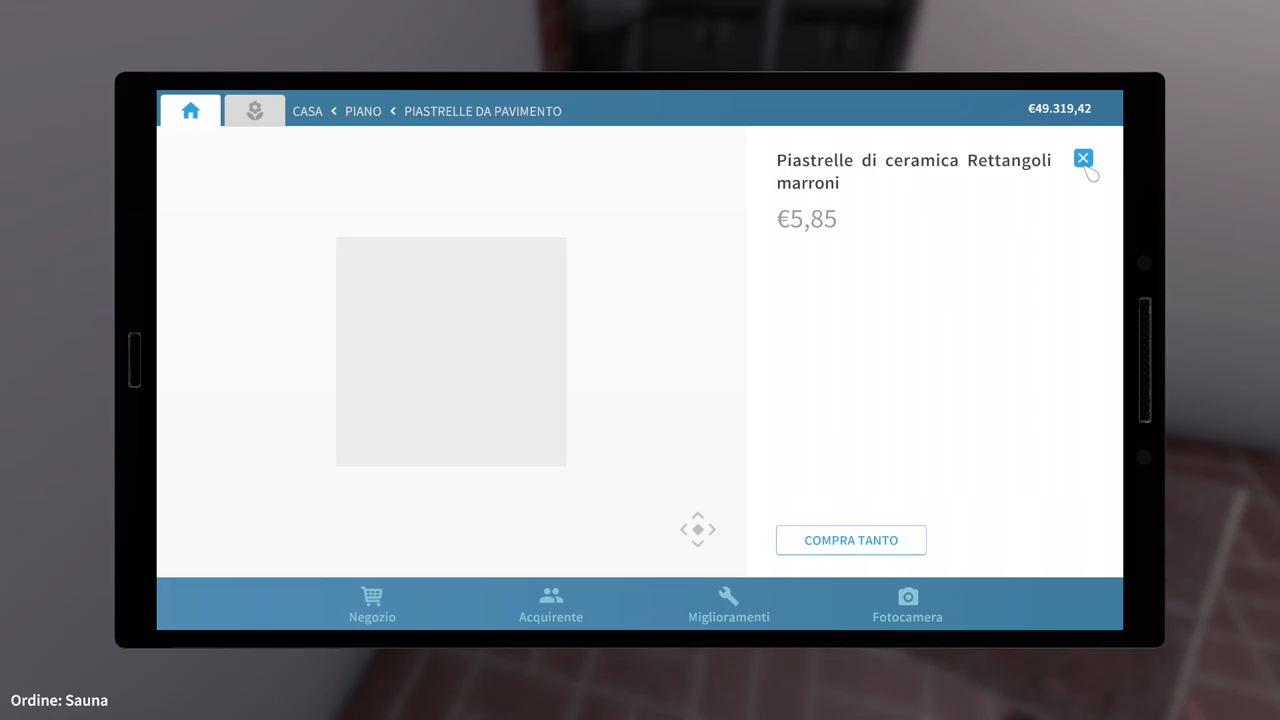 CASA < PIANO < PIASTRELLE DA PAVIMENTO
€49.319,42
Piastrelle di ceramica Rettangoli
marroni
€5,85
COMPRA TANTO
Negozio
Acquirente
Miglioramenti
Fotocamera
Ordine: Sauna